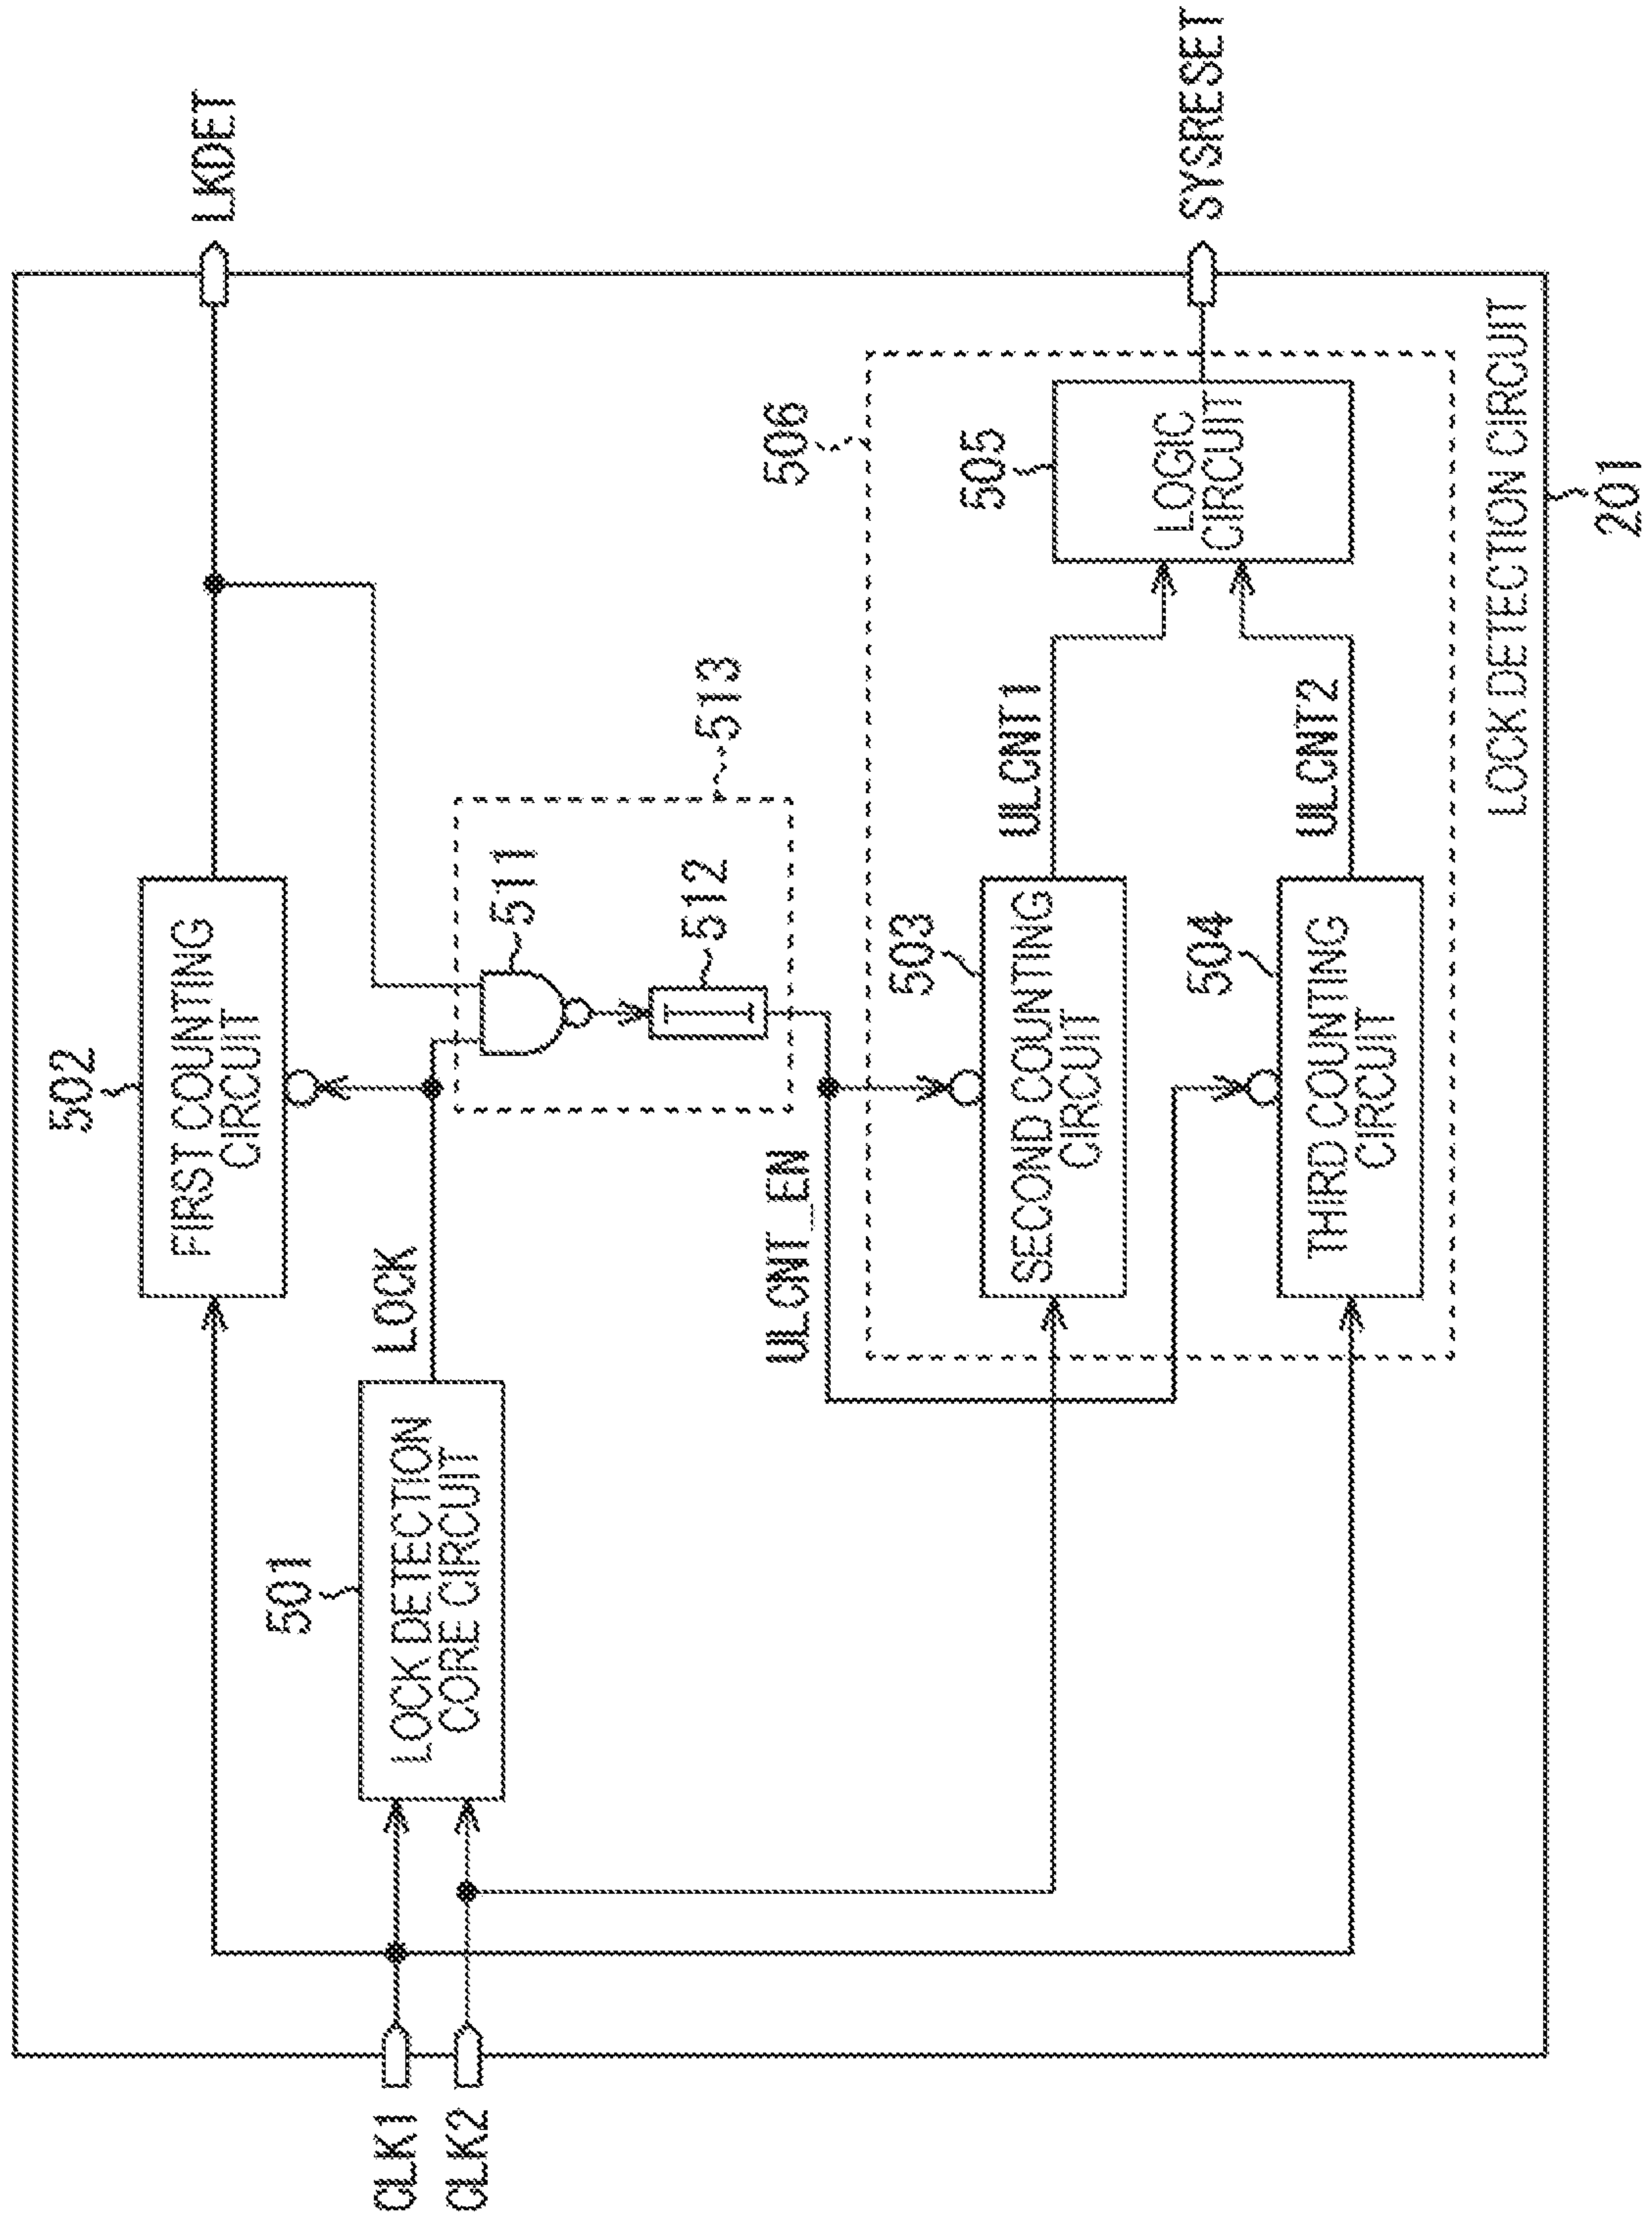 502
FIRST COUNTING
CIRCUIT
LKDET
501
LOCK DETECTION
CORE CIRCUIT
LOCK
CLK1
CLK2
511
512
513
ULCNT_EN
506
503
SECOND COUNTING
CIRCUIT
ULCNT1
505
LOGIC
CIRCUIT
SYSRESET
504
THIRD COUNTING
CIRCUIT
ULCNT2
LOCK DETECTION CIRCUIT
201